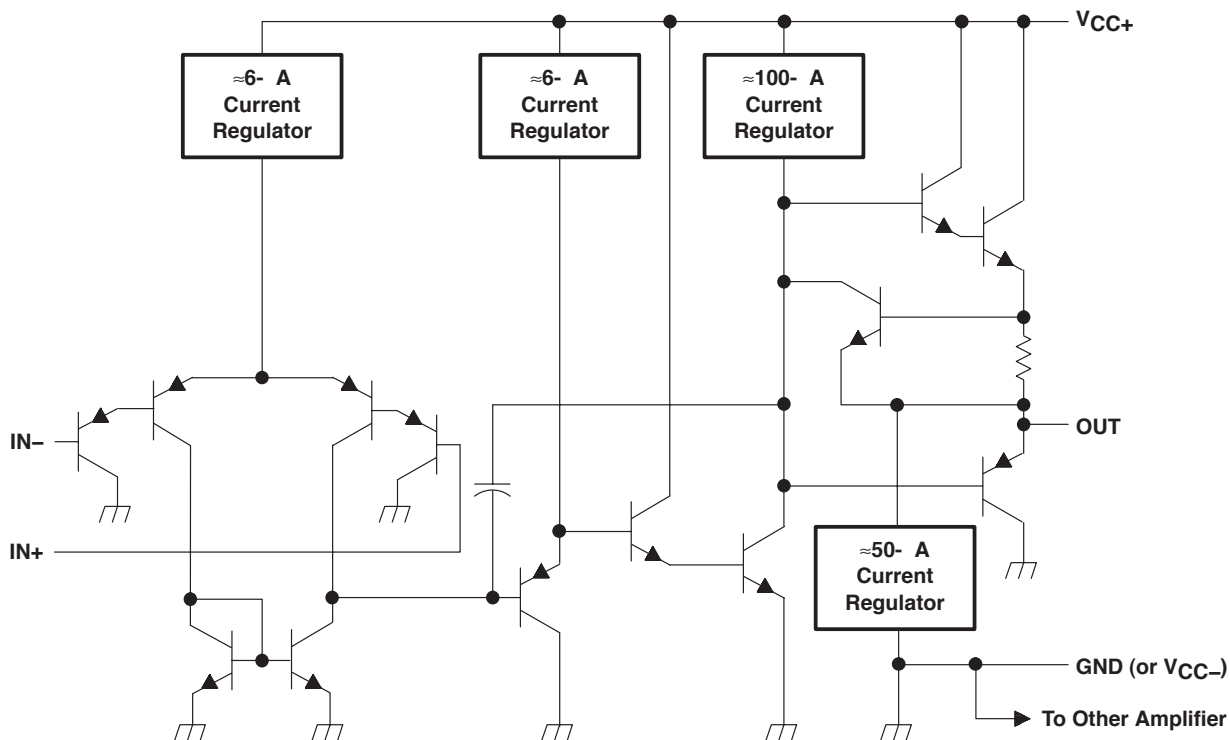 VCC+
≈6- A
Current
Regulator
≈6- A
Current
Regulator
≈100- A
Current
Regulator
IN−
OUT
IN+
≈50- A
Current
Regulator
GND (or VCC−)
To Other Amplifier